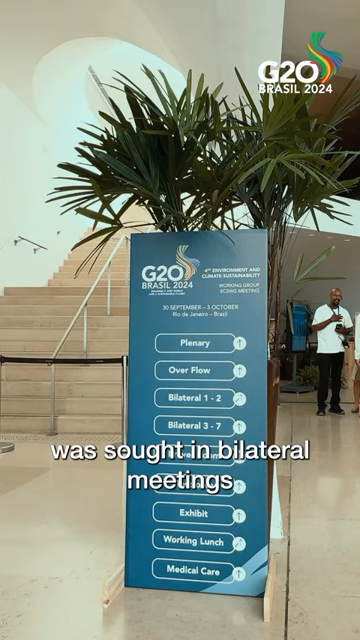 G20
BRASIL 2024
G20
BRASIL 2024
4TH ENVIRONMENT AND
CLIMATE SUSTAINABILITY
WORKING GROUP
ECSWG MEETING
30 SEPTEMBER – 3 OCTOBER
Rio de Janeiro – Brasil
Plenary
Over Flow
Bilateral 1 - 2
Bilateral 3 - 7
was sought in bilateral
meetings
Exhibit
Working Lunch
Medical Care